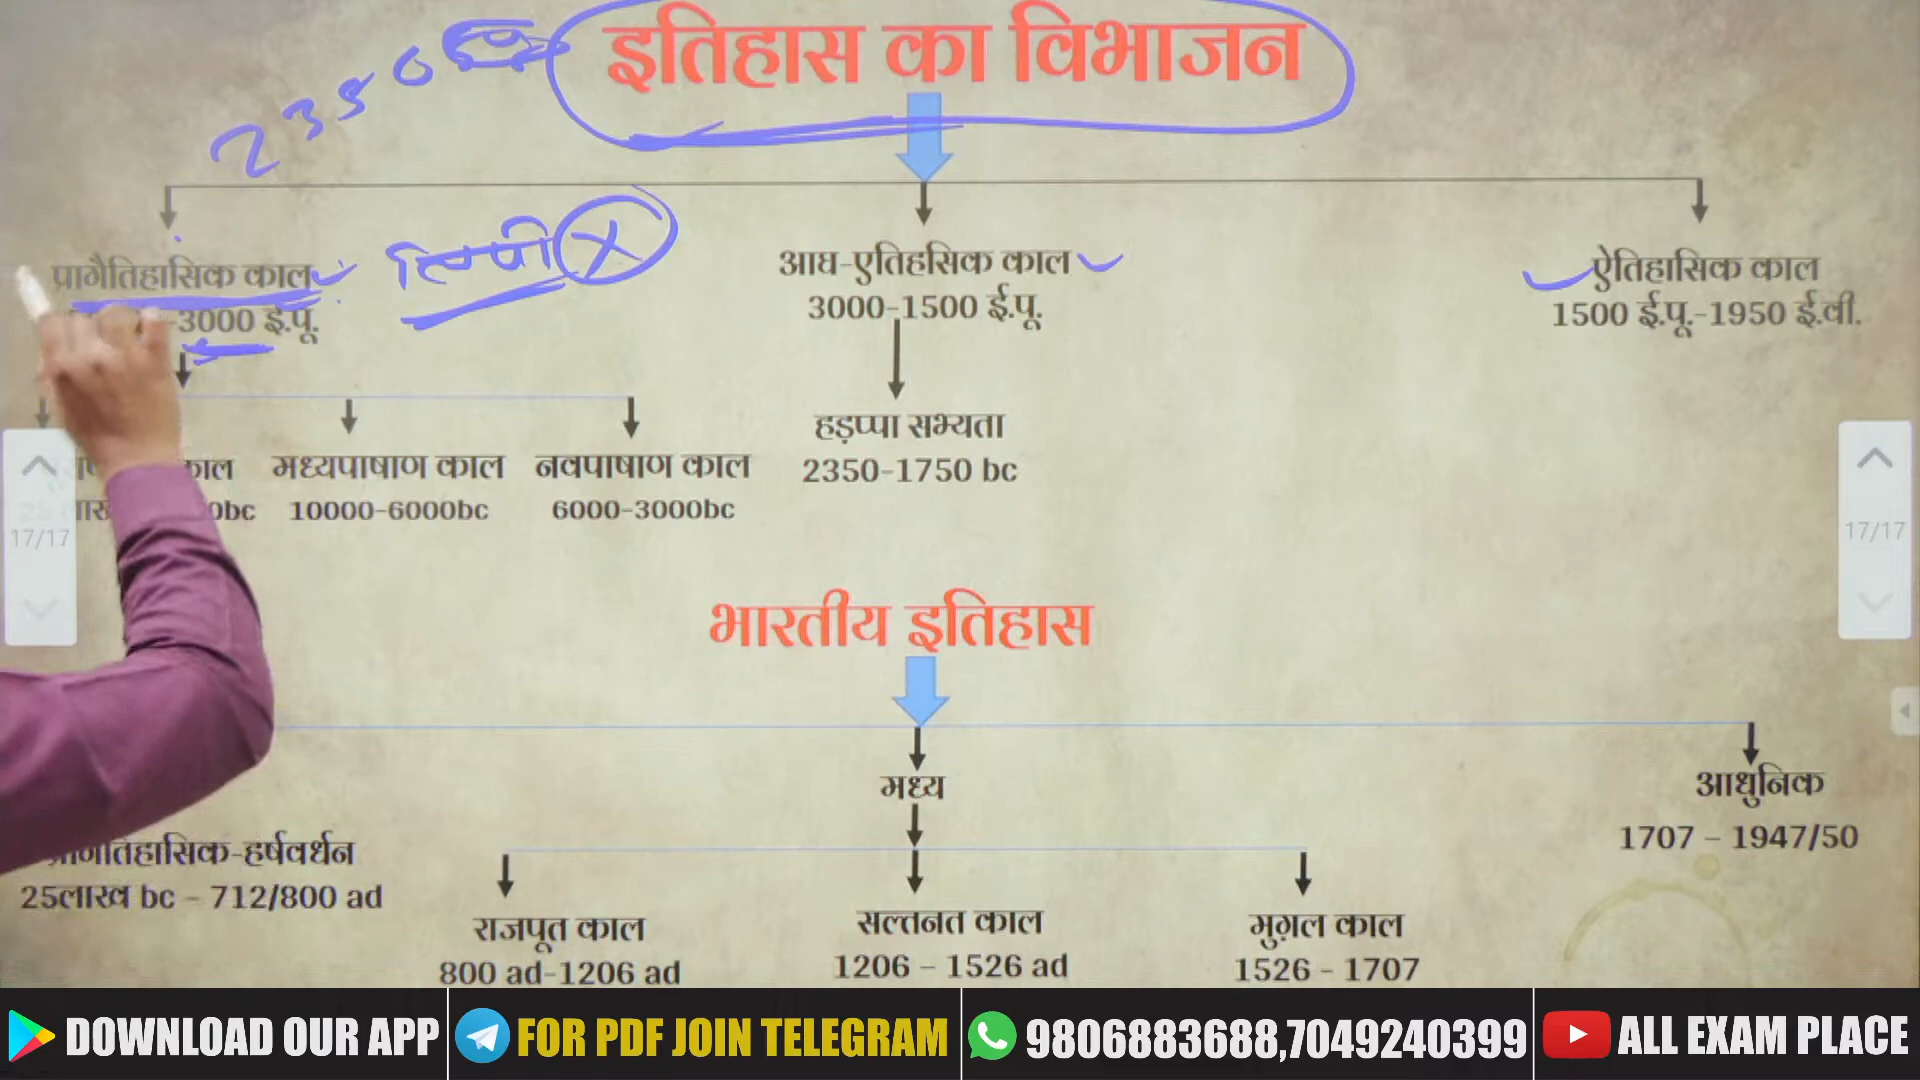 इतिहास का विभाजन
2350
प्रागैतिहासिक काल
लिपी X
-3000 ई.पू.
आघ-एतिहसिक काल
3000-1500 ई.पू.
ऐतिहासिक काल
1500 ई.पू.-1950 ई.वी.
काल
0bc
मध्यपाषाण काल
10000-6000bc
नवपाषाण काल
6000-3000bc
हड़प्पा सभ्यता
2350-1750 bc
17/17
17/17
भारतीय इतिहास
मध्य
आधुनिक
1707 - 1947/50
प्रागैतिहासिक-हर्षवर्धन
25लाख bc - 712/800 ad
राजपूत काल
800 ad-1206 ad
सल्तनत काल
1206 - 1526 ad
मुग़ल काल
1526 - 1707
DOWNLOAD OUR APP
FOR PDF JOIN TELEGRAM
9806883688,7049240399
ALL EXAM PLACE